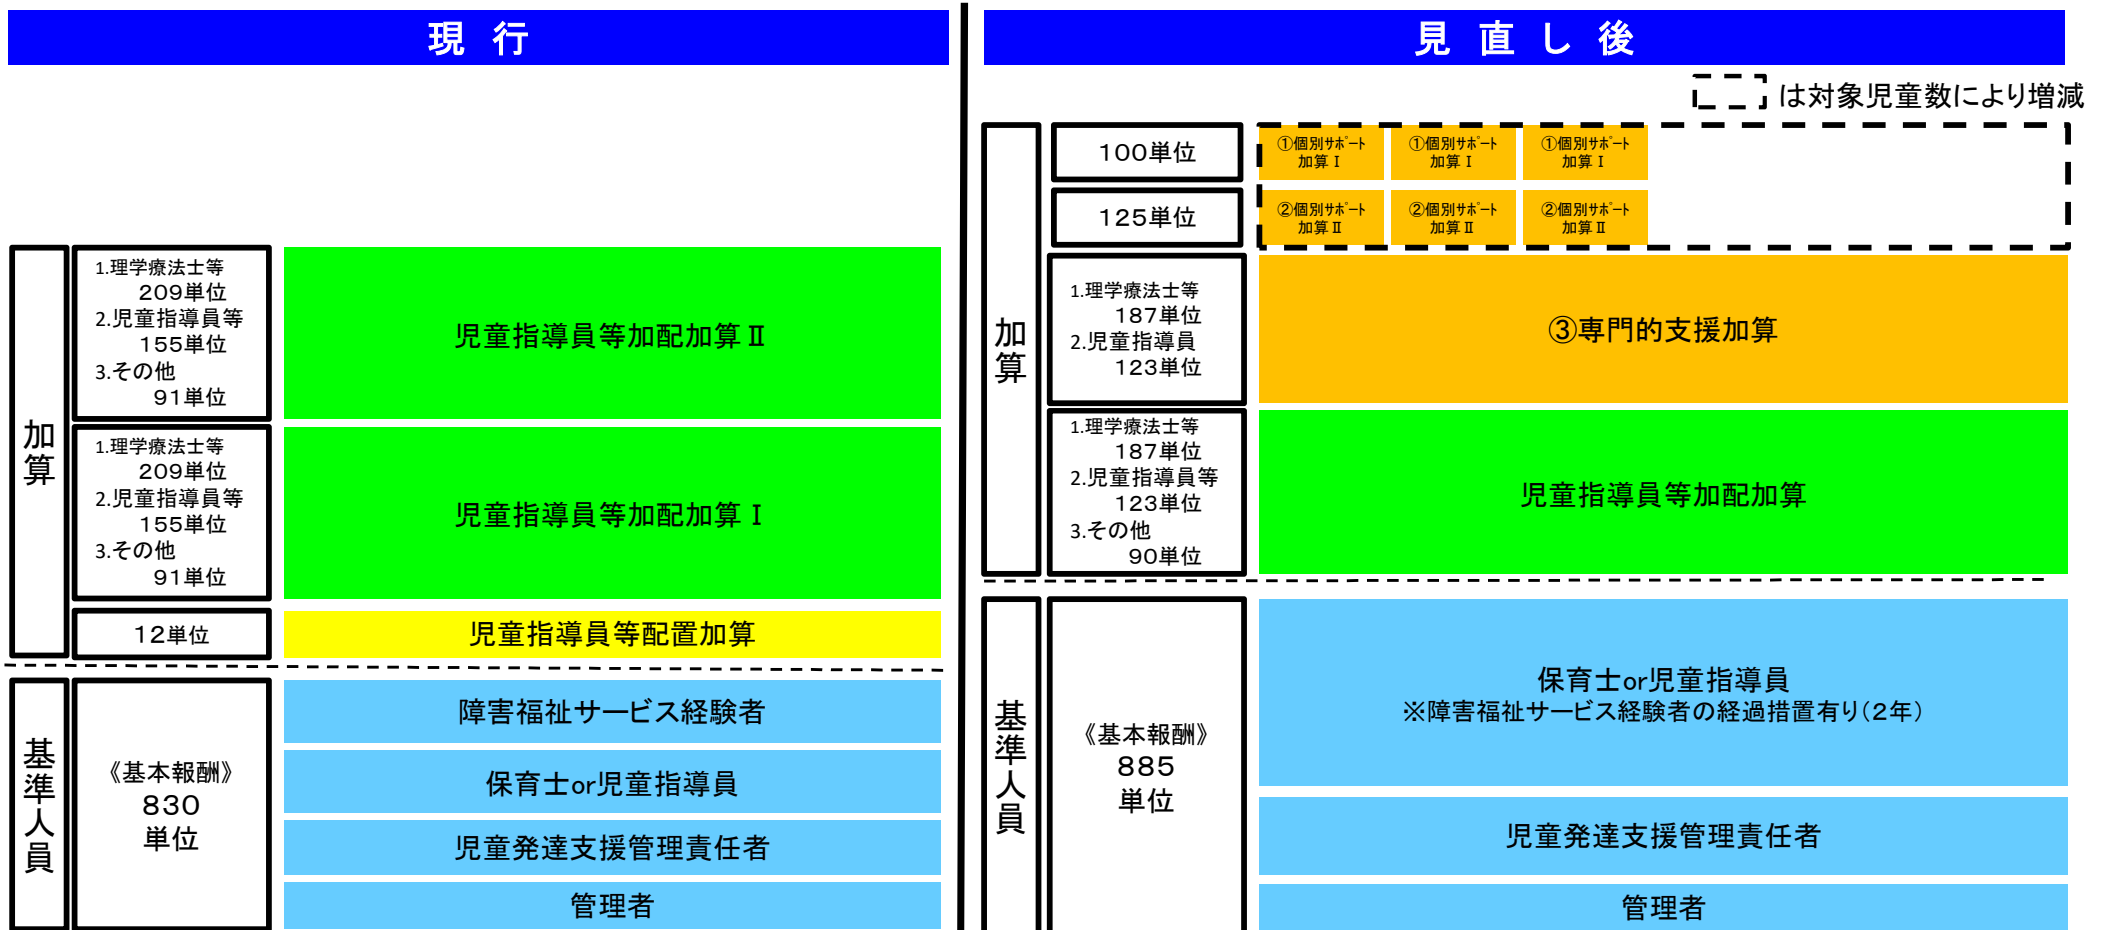 現 行
加算
1.理学療法士等
209単位
2.児童指導員等
155単位
3.その他
91単位
児童指導員等加配加算Ⅱ
1.理学療法士等
209単位
2.児童指導員等
155単位
3.その他
91単位
児童指導員等加配加算Ⅰ
12単位
児童指導員等配置加算
基準人員
《基本報酬》
830
単位
障害福祉サービス経験者
保育士or児童指導員
児童発達支援管理責任者
管理者
見 直 し 後
は対象児童数により増減
加算
100単位
①個別サポート
加算Ⅰ
①個別サポート
加算Ⅰ
①個別サポート
加算Ⅰ
125単位
②個別サポート
加算Ⅱ
②個別サポート
加算Ⅱ
②個別サポート
加算Ⅱ
1.理学療法士等
187単位
2.児童指導員
123単位
③専門的支援加算
1.理学療法士等
187単位
2.児童指導員等
123単位
3.その他
90単位
児童指導員等加配加算
基準人員
《基本報酬》
885
単位
保育士or児童指導員
※障害福祉サービス経験者の経過措置有り(2年)
児童発達支援管理責任者
管理者